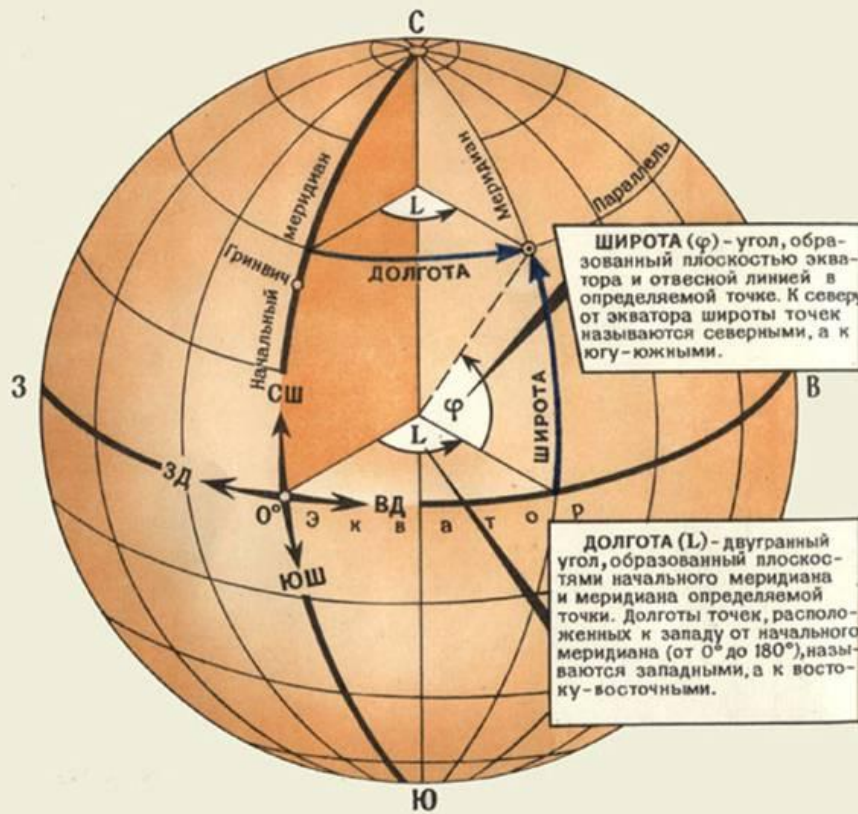 С
Меридиан
Начальный меридиан
Гринвич
Параллель
L
ДОЛГОТА
ШИРОТА (φ) - угол, обра-
зованный плоскостью эква-
тора и отвесной линией в
определяемой точке. К северу
от экватора широты точек
называются северными, а к
югу-южными.
З
В
СШ
φ
L
ШИРОТА
ЗД
ВД
0°
Экватор
ЮШ
ДОЛГОТА (L) - двугранный
угол, образованный плоскос-
тями начального меридиана
и меридиана определяемой
точки. Долготы точек, располо-
женных к западу от начального
меридиана (от 0° до 180°), назы-
ваются западными, а к восто-
ку-восточными.
Ю